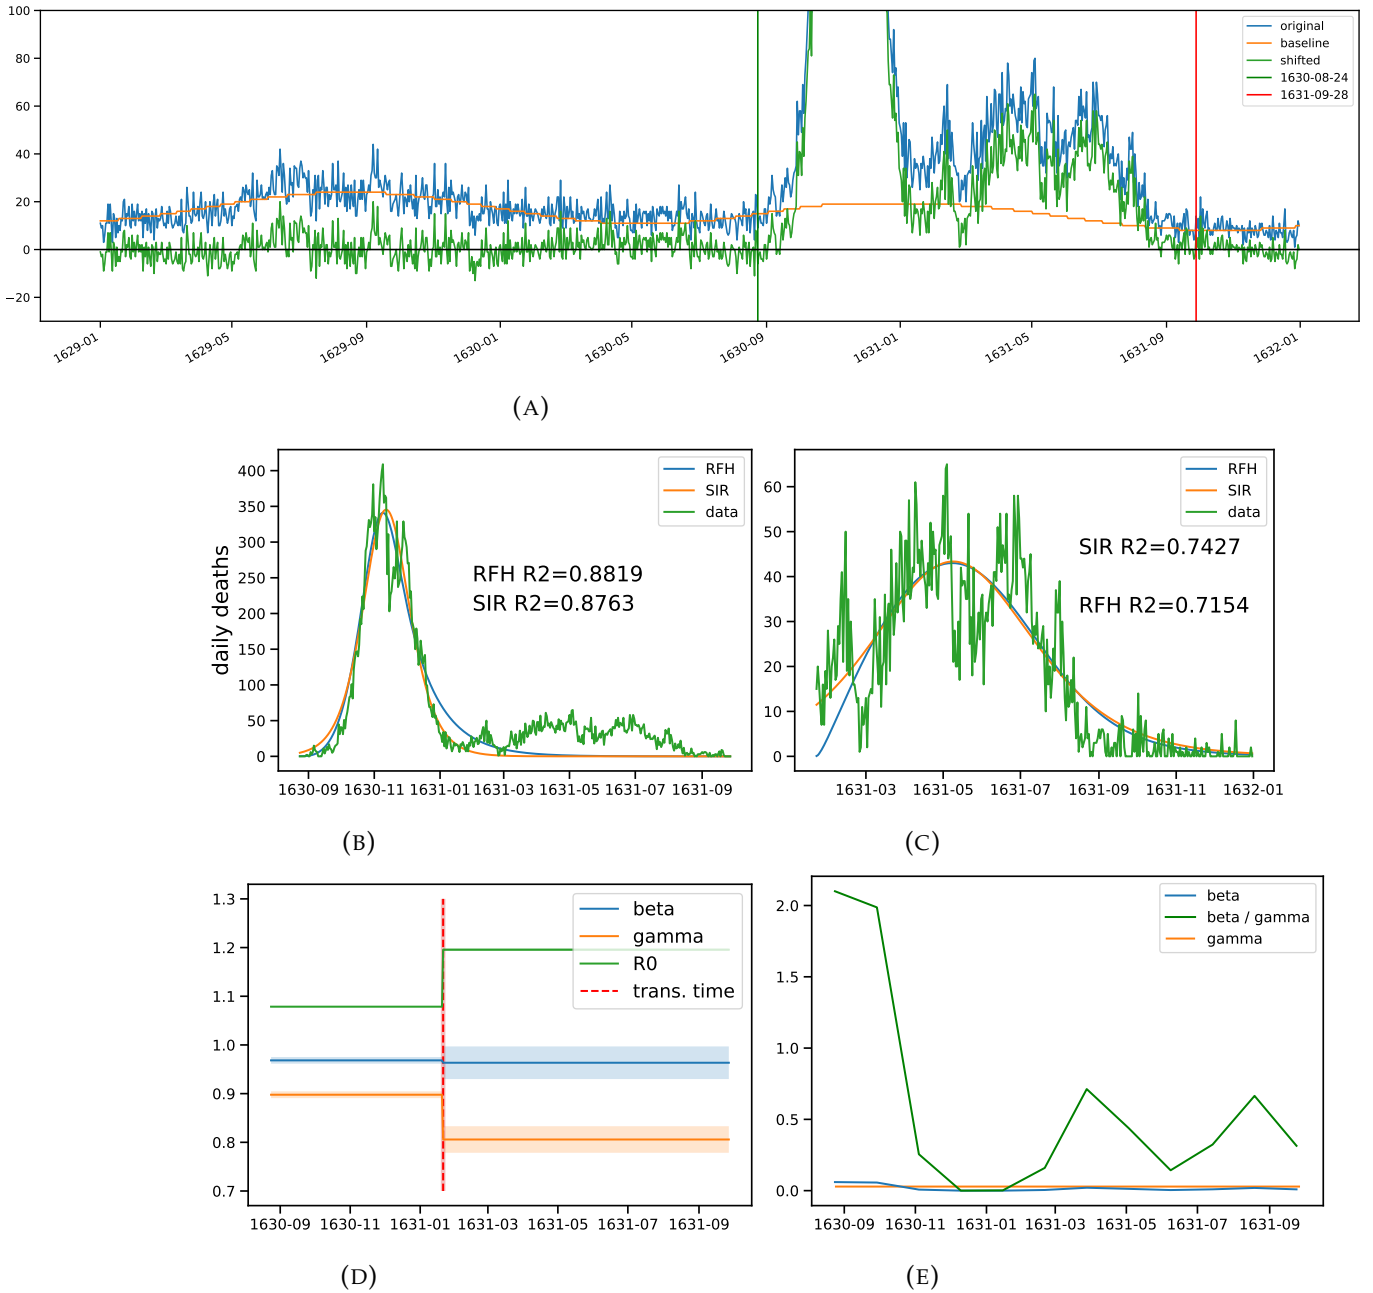 100
80
60
40
20
0
−20
original
baseline
shifted
1630-08-24
1631-09-28
1629-01
1629-05
1629-09
1630-01
1630-05
1630-09
1631-01
1631-05
1631-09
1632-01
(A)
daily deaths
400
350
300
250
200
150
100
50
0
RFH
SIR
data
RFH R2=0.8819
SIR R2=0.8763
1630-09 1630-11 1631-01 1631-03 1631-05 1631-07 1631-09
(B)
60
50
40
30
20
10
0
RFH
SIR
data
SIR R2=0.7427
RFH R2=0.7154
1631-03 1631-05 1631-07 1631-09 1631-11 1632-01
(C)
1.3
1.2
1.1
1.0
0.9
0.8
0.7
beta
gamma
R0
trans. time
1630-09 1630-11 1631-01 1631-03 1631-05 1631-07 1631-09
(D)
2.0
1.5
1.0
0.5
0.0
beta
beta / gamma
gamma
1630-09 1630-11 1631-01 1631-03 1631-05 1631-07 1631-09
(E)